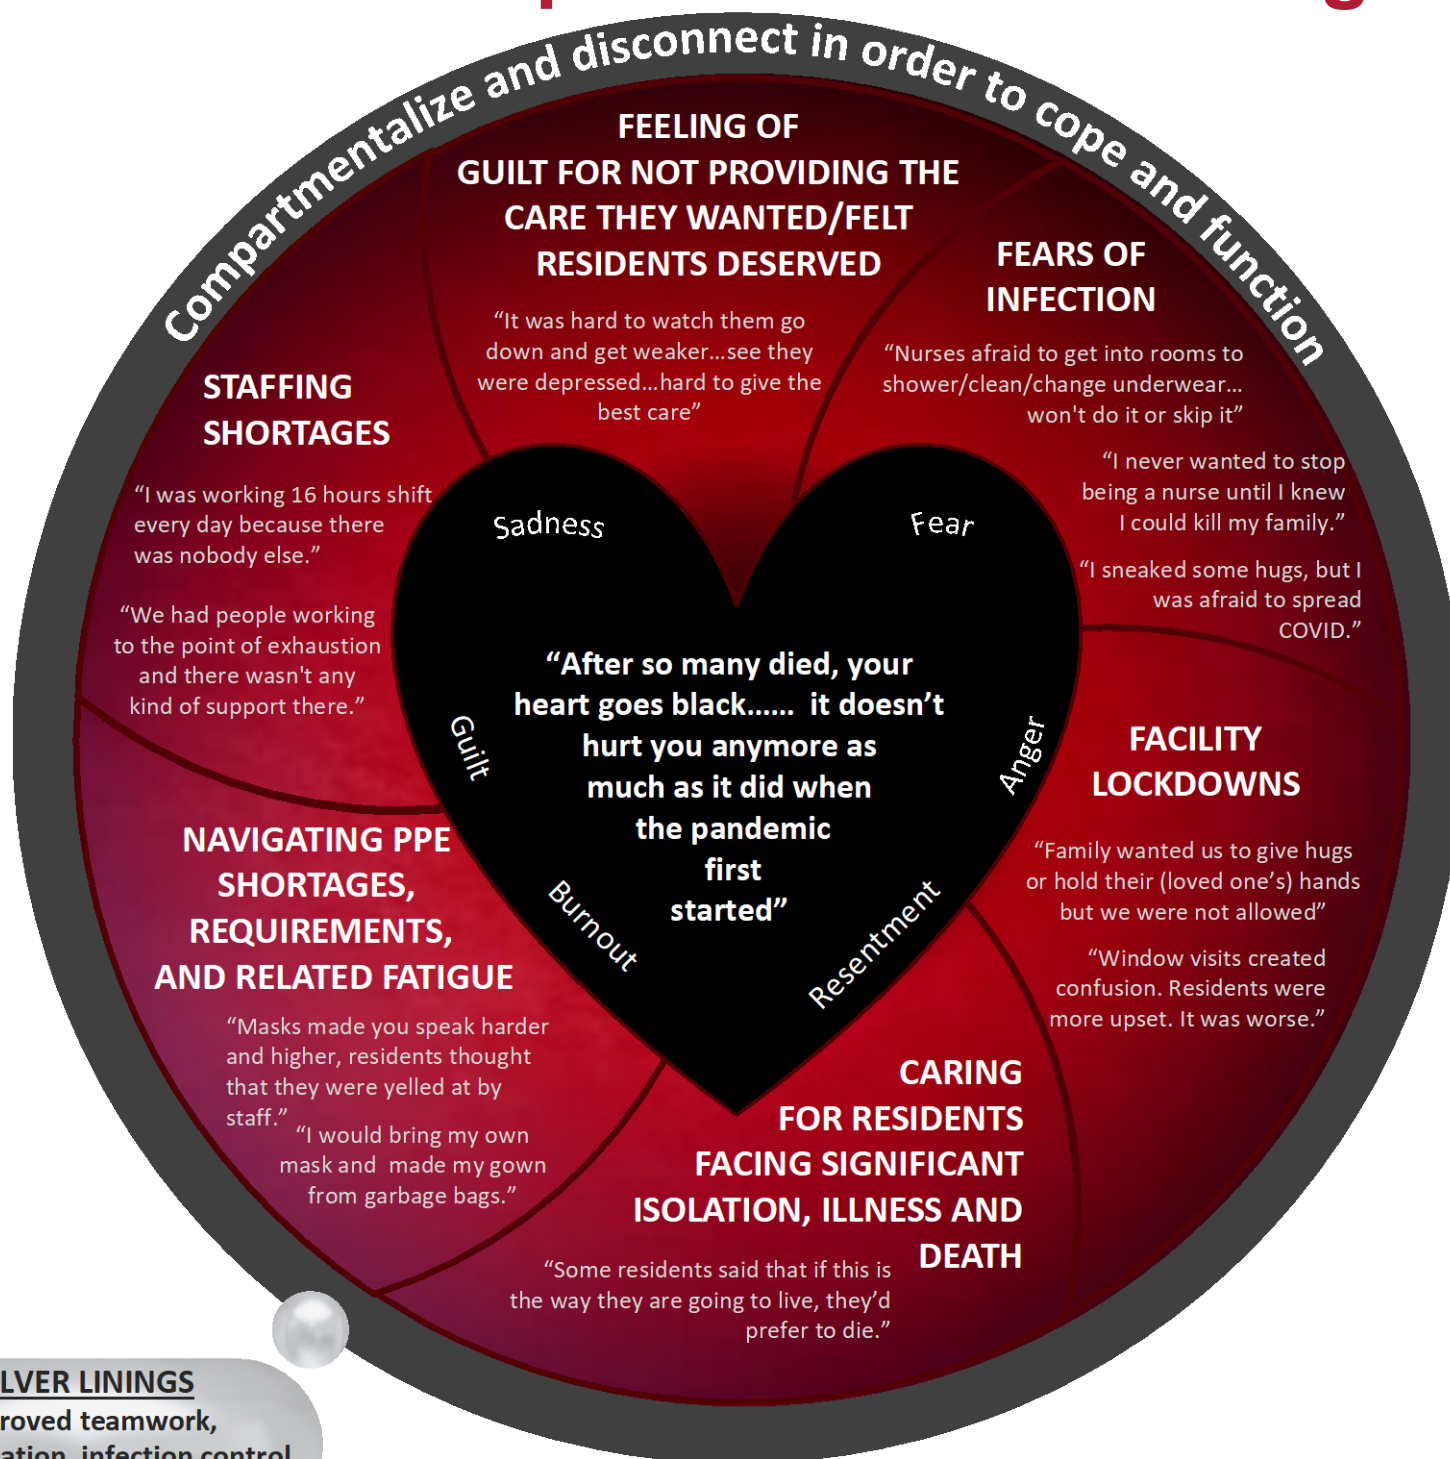 Compartmentalize and disconnect in order to cope and function
FEELING OF
GUILT FOR NOT PROVIDING THE
CARE THEY WANTED/FELT
RESIDENTS DESERVED
“It was hard to watch them go
down and get weaker...see they
were depressed...hard to give the
best care”
FEARS OF
INFECTION
“Nurses afraid to get into rooms to
shower/clean/change underwear...
won't do it or skip it”
“I never wanted to stop
being a nurse until I knew
I could kill my family.”
“I sneaked some hugs, but I
was afraid to spread
COVID.”
STAFFING
SHORTAGES
“I was working 16 hours shift
every day because there
was nobody else.”
“We had people working
to the point of exhaustion
and there wasn't any
kind of support there.”
Sadness
Fear
“After so many died, your
heart goes black...... it doesn’t
hurt you anymore as
much as it did when
the pandemic
first
started”
Guilt
Anger
Burnout
Resentment
FACILITY
LOCKDOWNS
“Family wanted us to give hugs
or hold their (loved one’s) hands
but we were not allowed”
“Window visits created
confusion. Residents were
more upset. It was worse.”
NAVIGATING PPE
SHORTAGES,
REQUIREMENTS,
AND RELATED FATIGUE
“Masks made you speak harder
and higher, residents thought
that they were yelled at by
staff.”
“I would bring my own
mask and made my gown
from garbage bags.”
CARING
FOR RESIDENTS
FACING SIGNIFICANT
ISOLATION, ILLNESS AND
DEATH
“Some residents said that if this is
the way they are going to live, they’d
prefer to die.”
LVER LININGS
roved teamwork,
ation, infection control